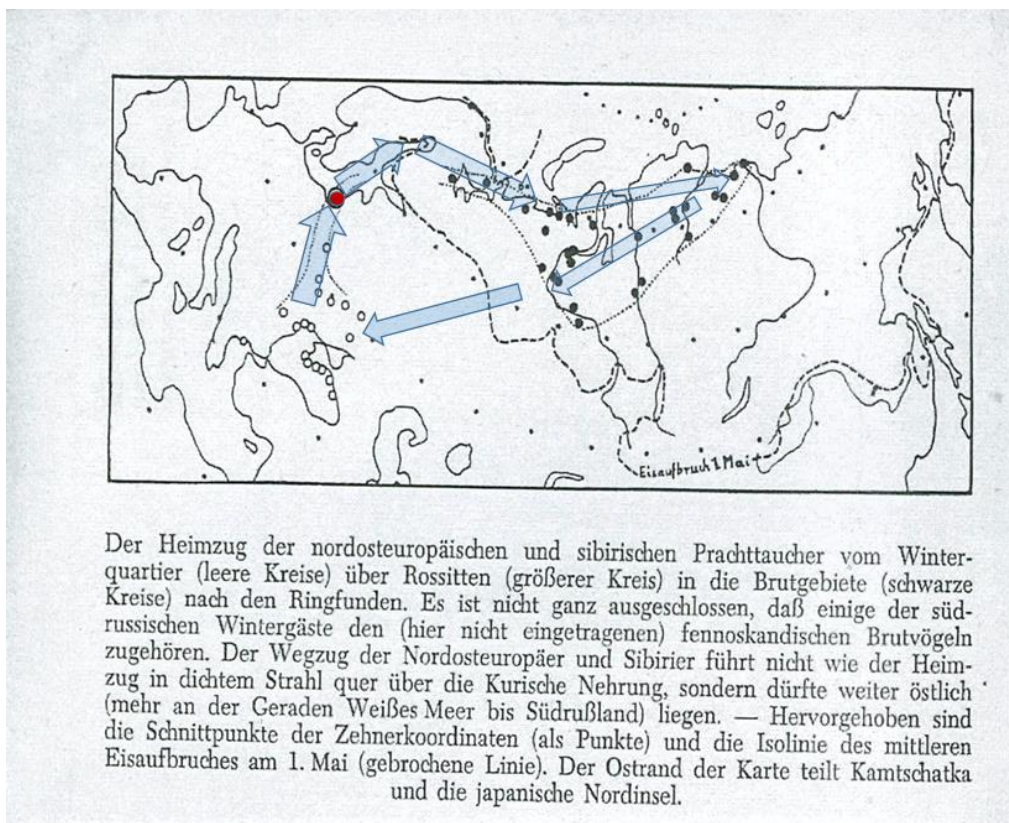 Eisaufbruch 1 Mai
Der Heimzug der nordosteuropäischen und sibirischen Prachttaucher vom Winter-
quartier (leere Kreise) über Rossitten (größerer Kreis) in die Brutgebiete (schwarze
Kreise) nach den Ringfunden. Es ist nicht ganz ausgeschlossen, daß einige der süd-
russischen Wintergäste den (hier nicht eingetragenen) fennoskandischen Brutvögeln
zugehören. Der Wegzug der Nordosteuropäer und Sibirier führt nicht wie der Heim-
zug in dichtem Strahl quer über die Kurische Nehrung, sondern dürfte weiter östlich
(mehr an der Geraden Weißes Meer bis Südrußland) liegen. — Hervorgehoben sind
die Schnittpunkte der Zehnerkoordinaten (als Punkte) und die Isolinie des mittleren
Eisaufbruches am 1. Mai (gebrochene Linie). Der Ostrand der Karte teilt Kamtschatka
und die japanische Nordinsel.